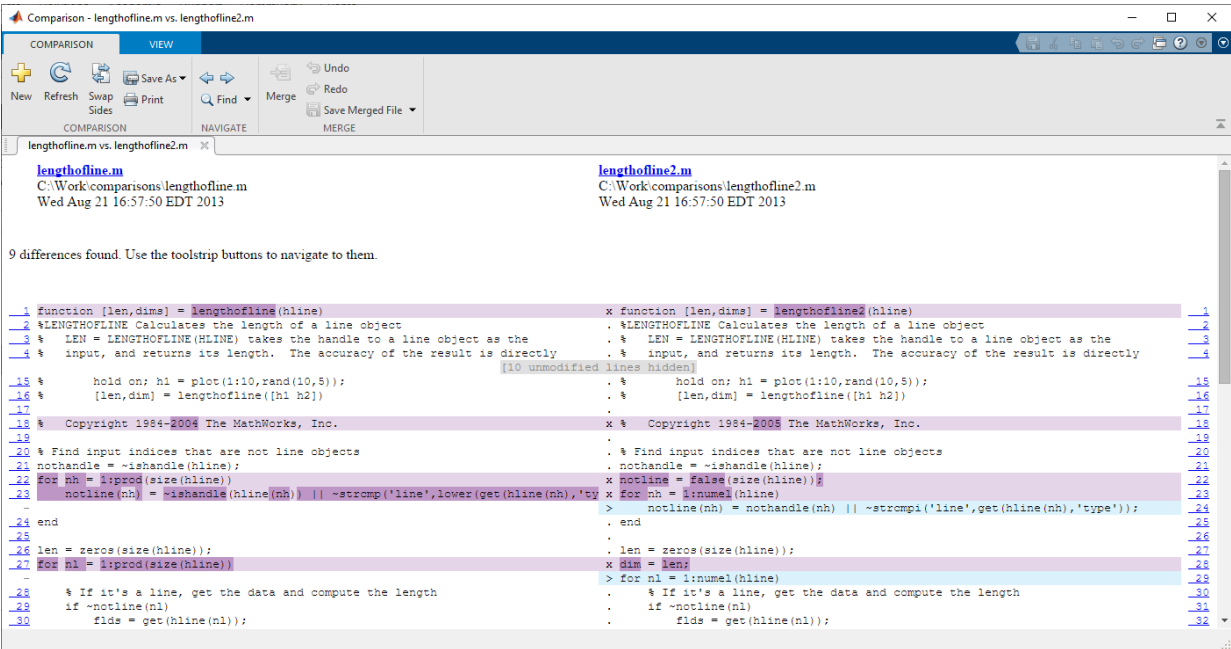 Comparison - lengthofline.m vs. lengthofline2.m
COMPARISON VIEW
New Refresh Swap Sides Save As Print Find Merge Undo Redo Save Merged File
COMPARISON NAVIGATE MERGE
lengthofline.m vs. lengthofline2.m
lengthofline.m lengthofline2.m
C:\Work\comparisons\lengthofline.m C:\Work\comparisons\lengthofline2.m
Wed Aug 21 16:57:50 EDT 2013 Wed Aug 21 16:57:50 EDT 2013
9 differences found. Use the toolstrip buttons to navigate to them.
1 function [len,dims] = lengthofline(hline) x function [len,dims] = lengthofline2(hline) 1
2 %LENGTHOFLINE Calculates the length of a line object . %LENGTHOFLINE Calculates the length of a line object 2
3 % LEN = LENGTHOFLINE(HLINE) takes the handle to a line object as the . % LEN = LENGTHOFLINE(HLINE) takes the handle to a line object as the 3
4 % input, and returns its length. The accuracy of the result is directly . % input, and returns its length. The accuracy of the result is directly 4
[10 unmodified lines hidden]
15 % hold on; h1 = plot(1:10,rand(10,5)); . % hold on; h1 = plot(1:10,rand(10,5)); 15
16 % [len,dim] = lengthofline([h1 h2]) . % [len,dim] = lengthofline([h1 h2]) 16
17 . 17
18 % Copyright 1984-2004 The MathWorks, Inc. x % Copyright 1984-2005 The MathWorks, Inc. 18
19 . 19
20 % Find input indices that are not line objects . % Find input indices that are not line objects 20
21 nothandle = ~ishandle(hline); . nothandle = ~ishandle(hline); 21
22 for nh = 1:prod(size(hline)) x notline = false(size(hline)); 22
23 notline(nh) = ~ishandle(hline(nh)) || ~strcmp('line',lower(get(hline(nh),'ty x for nh = 1:numel(hline) 23
- > notline(nh) = nothandle(nh) || ~strcmpi('line',get(hline(nh),'type')); 24
24 end . end 25
25 . 26
26 len = zeros(size(hline)); . len = zeros(size(hline)); 27
27 for nl = 1:prod(size(hline)) x dim = len; 28
- > for nl = 1:numel(hline) 29
28 % If it's a line, get the data and compute the length . % If it's a line, get the data and compute the length 30
29 if ~notline(nl) . if ~notline(nl) 31
30 flds = get(hline(nl)); . flds = get(hline(nl)); 32